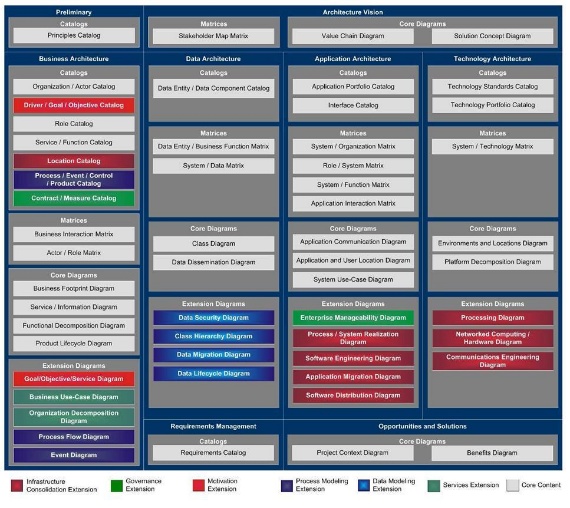 Preliminary
Catalogs
Principles Catalog
Architecture Vision
Matrices
Stakeholder Map Matrix
Core Diagrams
Value Chain Diagram
Solution Concept Diagram
Business Architecture
Catalogs
Organization / Actor Catalog
Driver / Goal / Objective Catalog
Role Catalog
Service / Function Catalog
Location Catalog
Process / Event / Control
/ Product Catalog
Contract / Measure Catalog
Matrices
Business Interaction Matrix
Actor / Role Matrix
Core Diagrams
Business Footprint Diagram
Service / Information Diagram
Functional Decomposition Diagram
Product Lifecycle Diagram
Extension Diagrams
Goal/Objective/Service Diagram
Business Use-Case Diagram
Organization Decomposition
Diagram
Process Flow Diagram
Event Diagram
Data Architecture
Catalogs
Data Entity / Data Component Catalog
Matrices
Data Entity / Business Function Matrix
System / Data Matrix
Core Diagrams
Class Diagram
Data Dissemination Diagram
Extension Diagrams
Data Security Diagram
Class Hierarchy Diagram
Data Migration Diagram
Data Lifecycle Diagram
Application Architecture
Catalogs
Application Portfolio Catalog
Interface Catalog
Matrices
System / Organization Matrix
Role / System Matrix
System / Function Matrix
Application Interaction Matrix
Core Diagrams
Application Communication Diagram
Application and User Location Diagram
System Use-Case Diagram
Extension Diagrams
Enterprise Manageability Diagram
Process / System Realization
Diagram
Software Engineering Diagram
Application Migration Diagram
Software Distribution Diagram
Technology Architecture
Catalogs
Technology Standards Catalog
Technology Portfolio Catalog
Matrices
System / Technology Matrix
Core Diagrams
Environments and Locations Diagram
Platform Decomposition Diagram
Extension Diagrams
Processing Diagram
Networked Computing /
Hardware Diagram
Communications Engineering
Diagram
Requirements Management
Catalogs
Requirements Catalog
Opportunities and Solutions
Core Diagrams
Project Context Diagram
Benefits Diagram
Infrastructure
Consolidation Extension
Governance
Extension
Motivation
Extension
Process Modeling
Extension
Data Modeling
Extension
Services Extension
Core Content